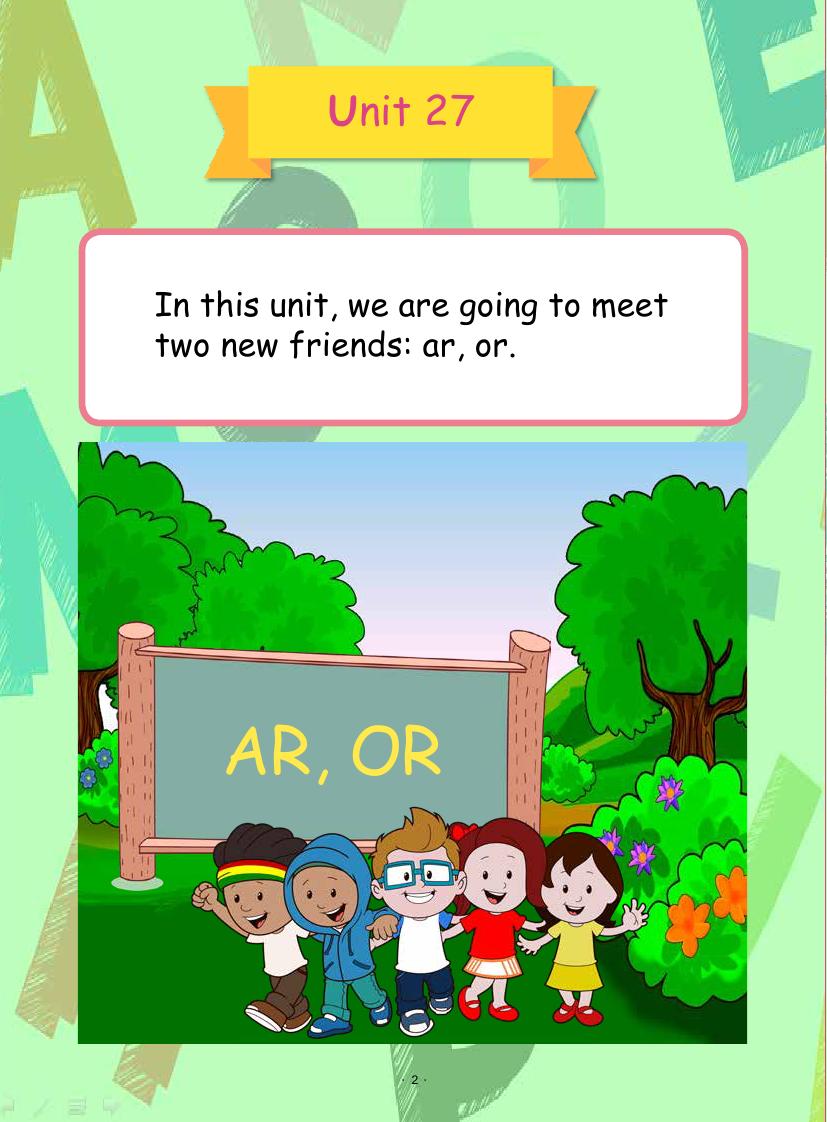 Unit 27
In this unit, we are going to meet
two new friends: ar, or.
AR, OR
· 2 ·